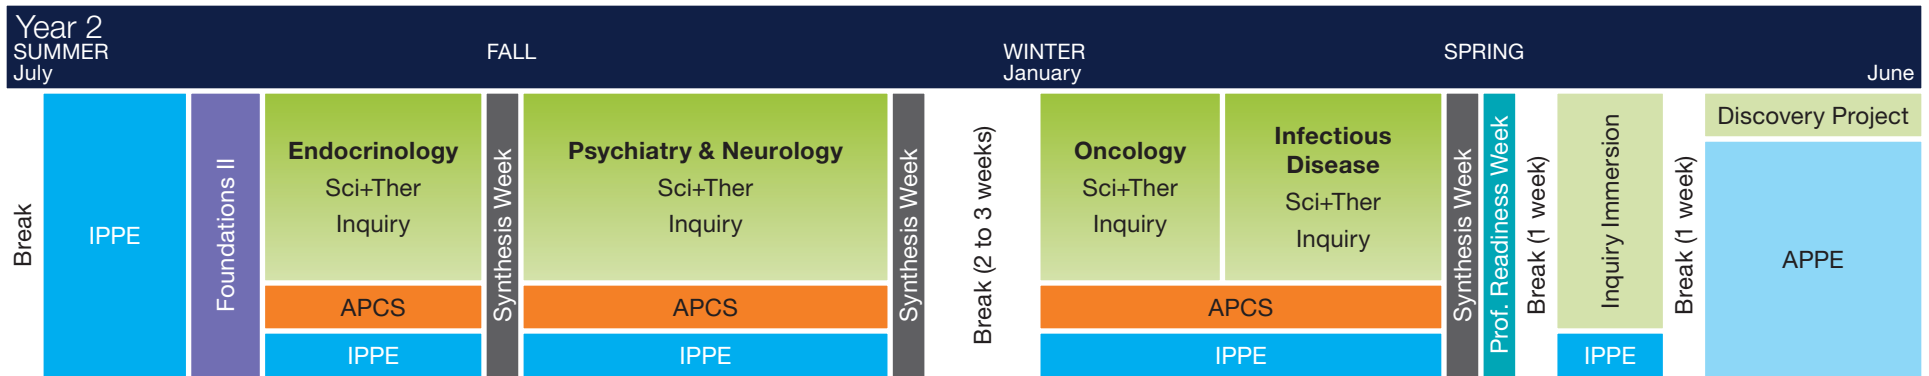 Year 2
SUMMER
July
FALL
WINTER
January
SPRING
June
Break
IPPE
Foundations II
Endocrinology
Sci+Ther
Inquiry
APCS
IPPE
Synthesis Week
Psychiatry & Neurology
Sci+Ther
Inquiry
APCS
IPPE
Synthesis Week
Break (2 to 3 weeks)
Oncology
Sci+Ther
Inquiry
Infectious
Disease
Sci+Ther
Inquiry
APCS
IPPE
Synthesis Week
Prof. Readiness Week
Break (1 week)
Inquiry Immersion
IPPE
Break (1 week)
Discovery Project
APPE